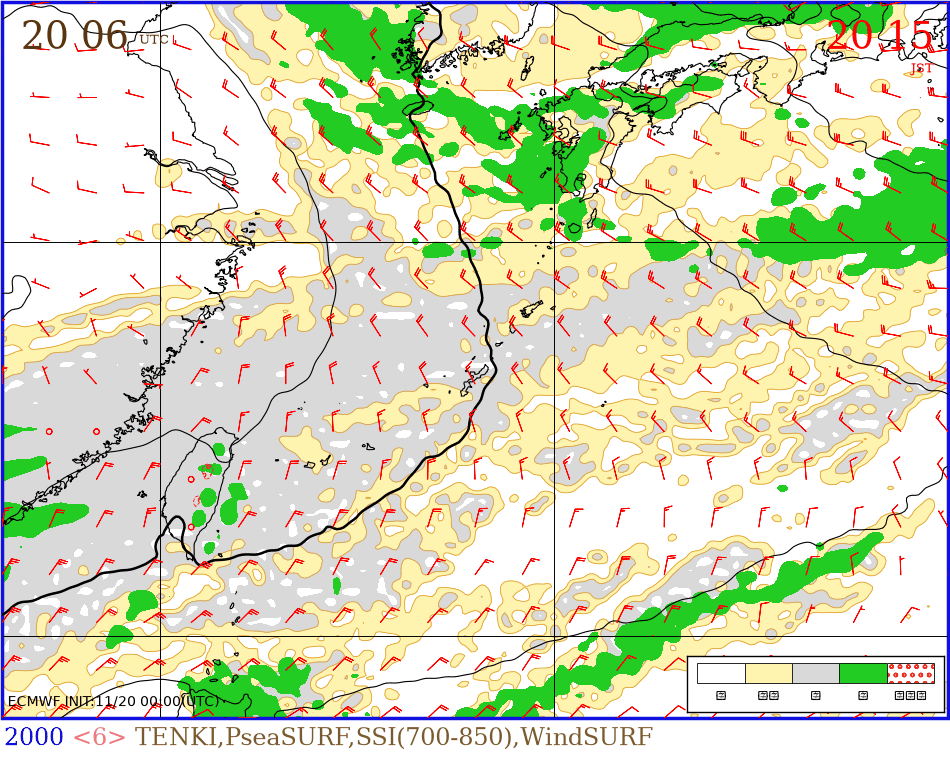 20 06 (UTC)
20 15
JST
ECMWF,INIT:11/20 00:00(UTC)
2000 <6> TENKI,PseaSURF,SSI(700-850),WindSURF